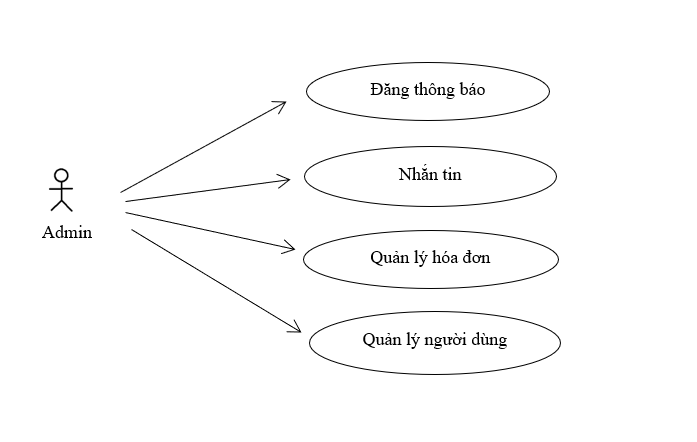 Đăng thông báo
Nhắn tin
Admin
Quản lý hóa đơn
Quản lý người dùng